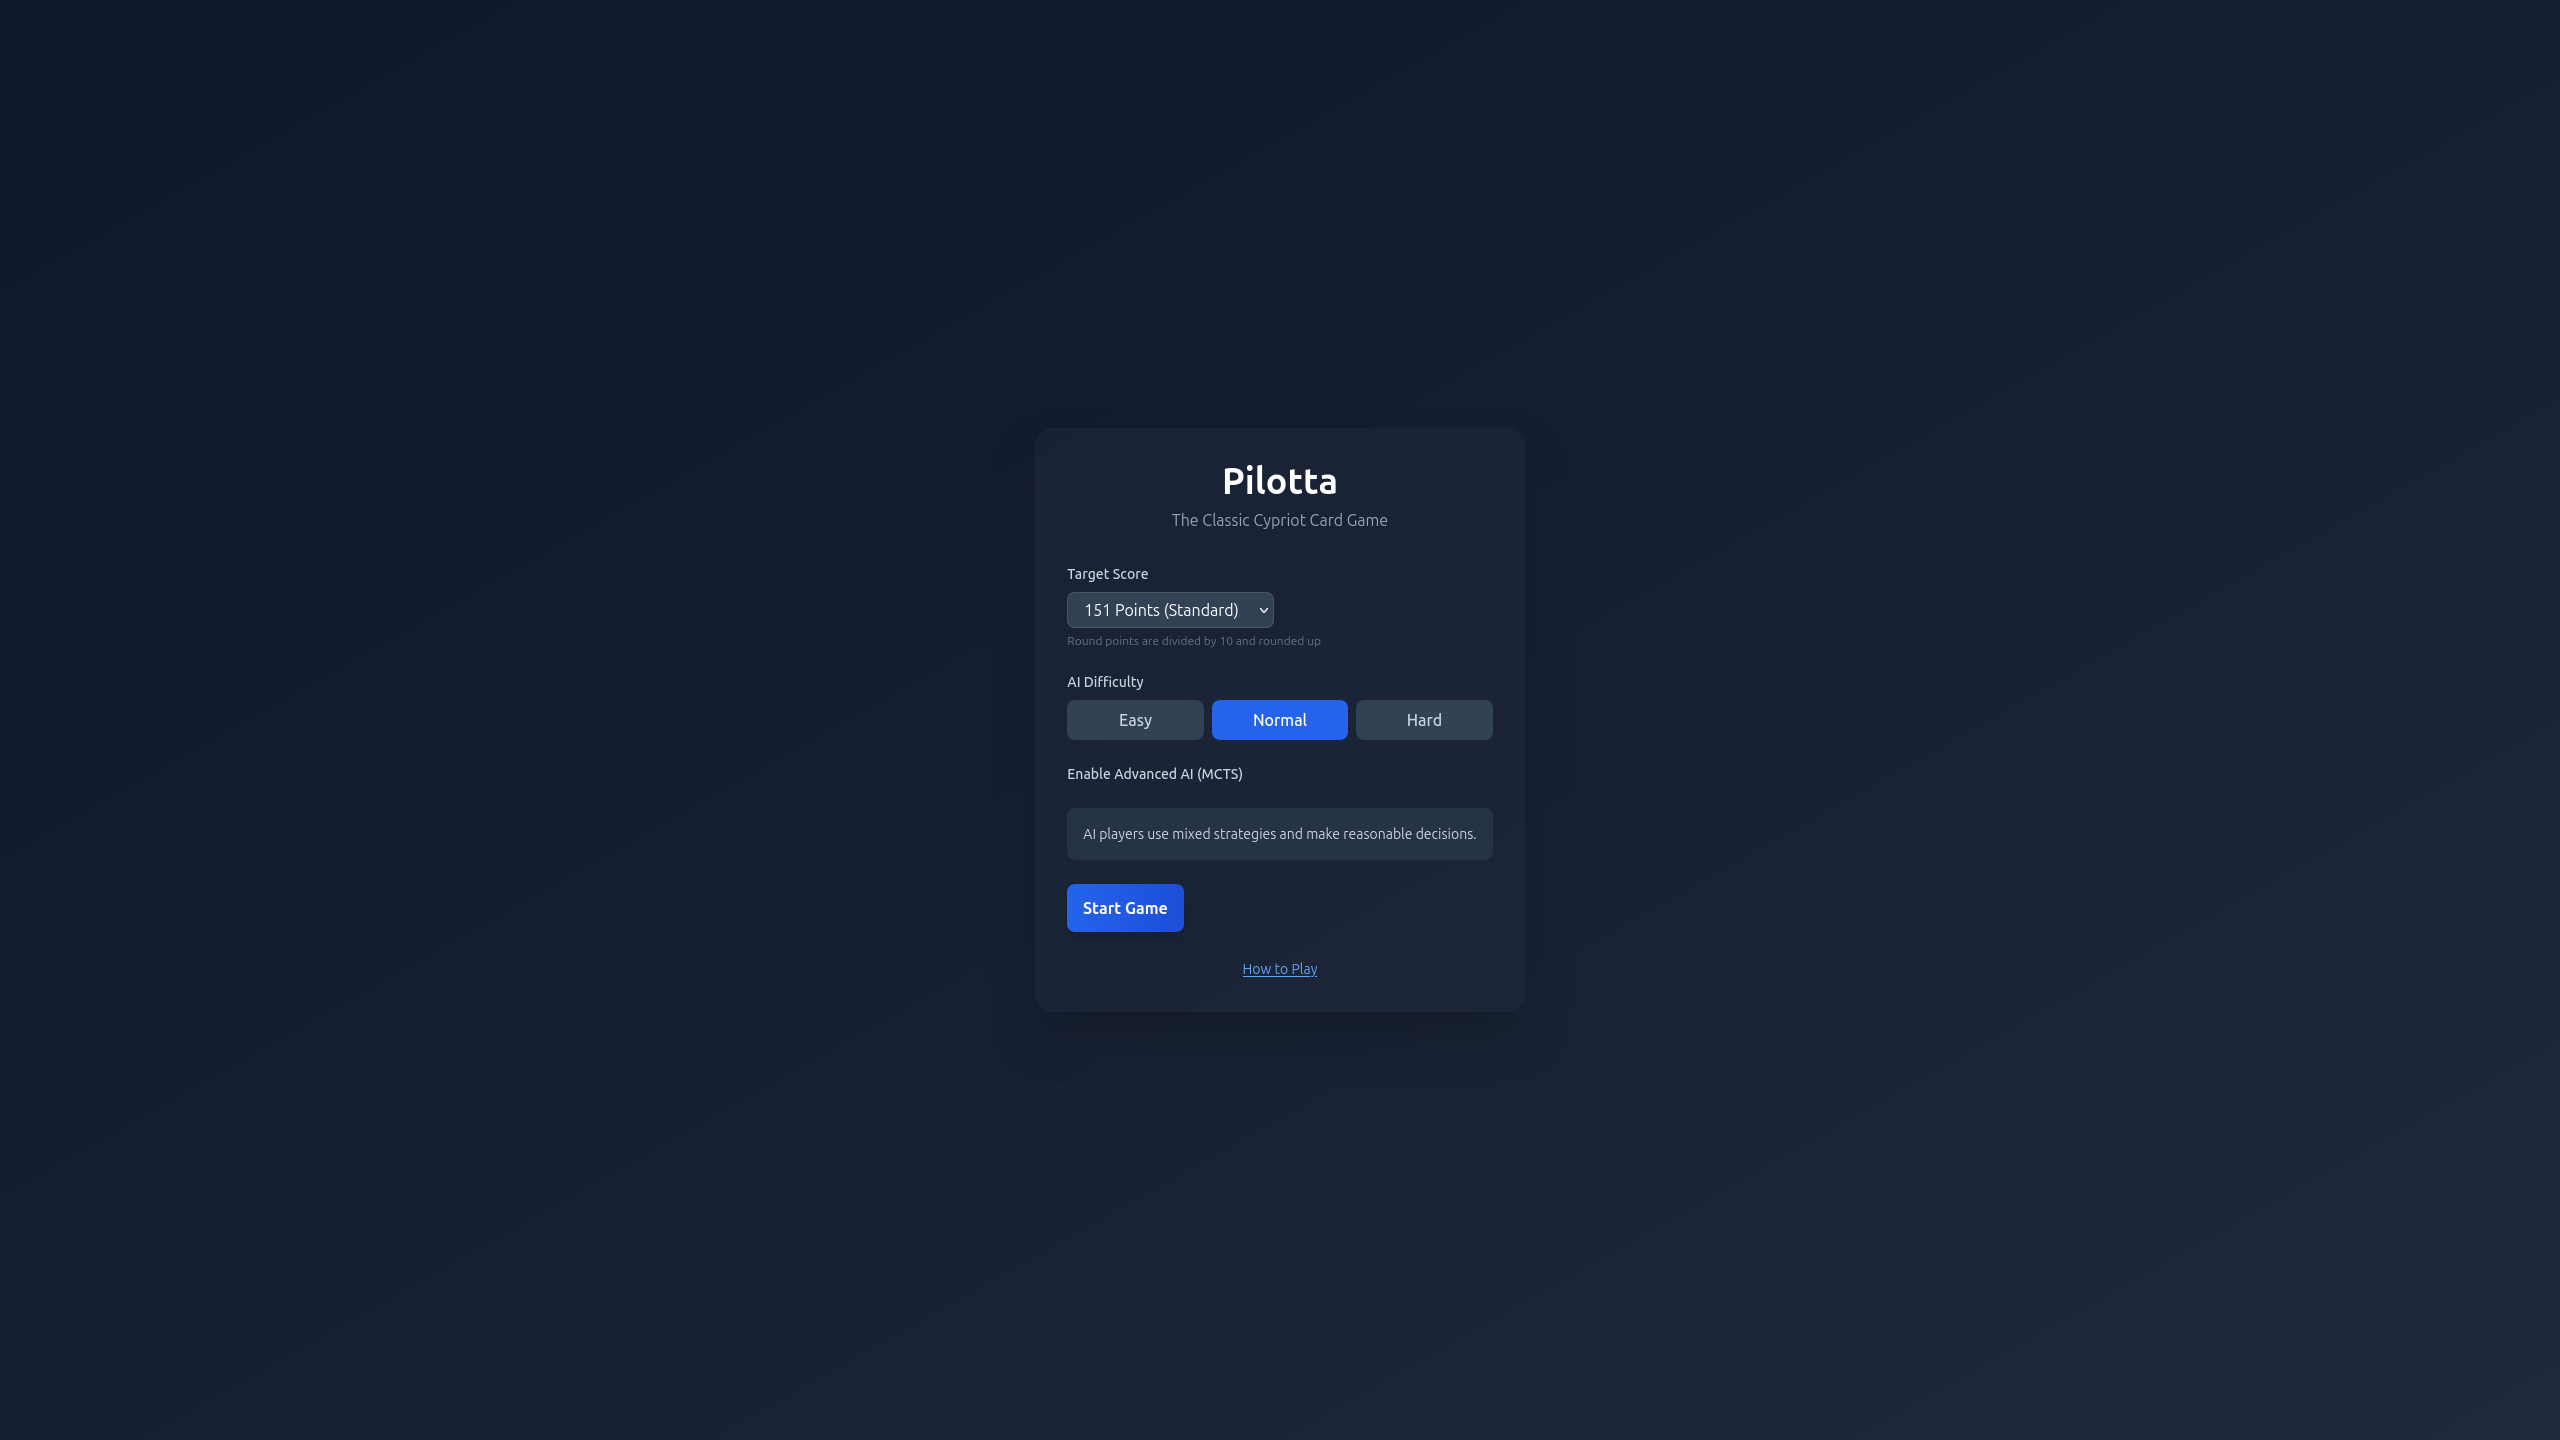 Pilotta
The Classic Cypriot Card Game
Target Score
151 Points (Standard)
Round points are divided by 10 and rounded up
AI Difficulty
Easy Normal Hard
Enable Advanced AI (MCTS)
AI players use mixed strategies and make reasonable decisions.
Start Game
How to Play